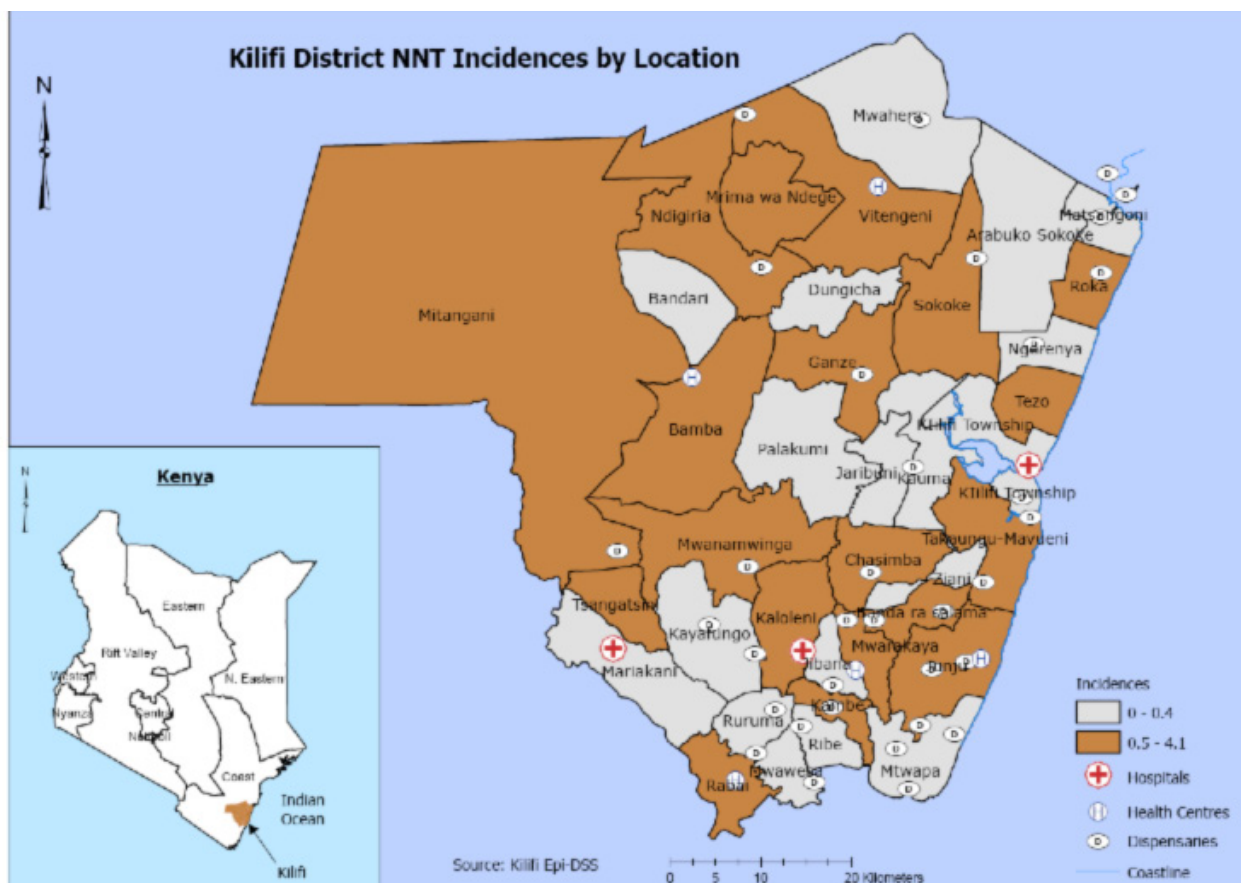 Kilifi District NNT Incidences by Location
N
Mwahera
Mrima wa Ndege
Ndigiria
Vitengeni
Matsangoni
Arabuko Sokoke
Roka
Bandari
Dungicha
Mitangani
Sokoke
Ngerenya
Ganze
Tezo
Bamba
Kilifi Township
Palakumi
Jaribuni
Kauma
Kilifi Township
Takaungu-Mavueni
Mwanamwinga
Chasimba
Ziani
Tsangatsini
Kaloleni
Banda ra salama
Kayafungo
Mwarakaya
Jibana
Junju
Mariakani
Kambe
Ruruma
Ribe
Mwawesa
Mtwapa
Rabai
N
Kenya
Eastern
Rift Valley
Western
N. Eastern
Nyanza
Central
Nairobi
Coast
Indian
Ocean
Kilifi
Incidences
0 - 0.4
0.5 - 4.1
Hospitals
H Health Centres
D Dispensaries
Coastline
Source: Kilifi Epi-DSS
0 5 10 20 Kilometers